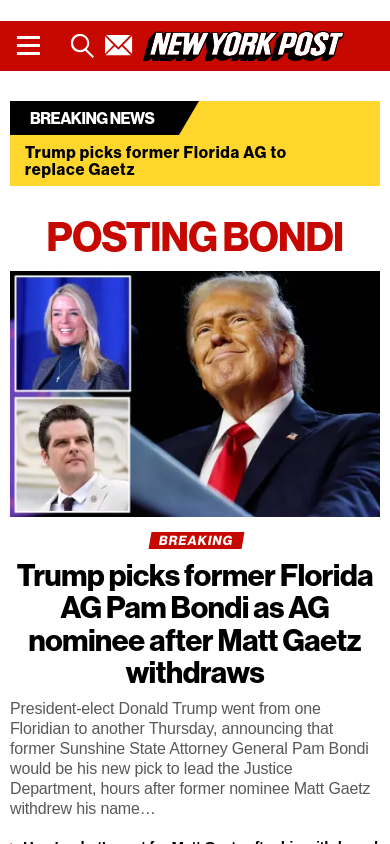 NEW YORK POST
BREAKING NEWS
Trump picks former Florida AG to
replace Gaetz
POSTING BONDI
BREAKING
Trump picks former Florida
AG Pam Bondi as AG
nominee after Matt Gaetz
withdraws
President-elect Donald Trump went from one
Floridian to another Thursday, announcing that
former Sunshine State Attorney General Pam Bondi
would be his new pick to lead the Justice
Department, hours after former nominee Matt Gaetz
withdrew his name…